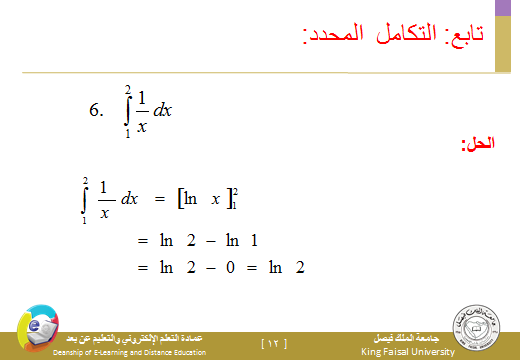 تابع: التكامل المحدد:
6. ∫₁² 1/x dx
الحل:
∫₁² 1/x dx = [ln x]₁²
= ln 2 − ln 1
= ln 2 − 0 = ln 2
جامعة الملك فيصل
King Faisal University
[ ١٢ ]
عمادة التعلم الإلكتروني والتعليم عن بعد
Deanship of E-Learning and Distance Education